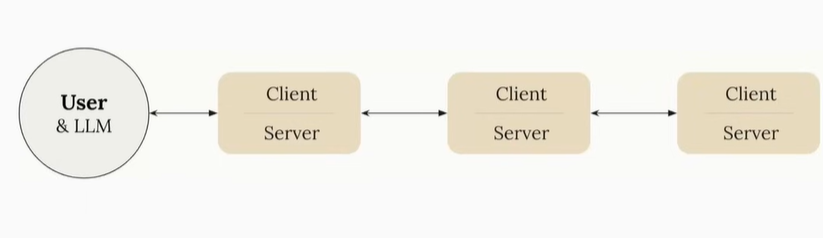 User
& LLM
Client
Server
Client
Server
Client
Server